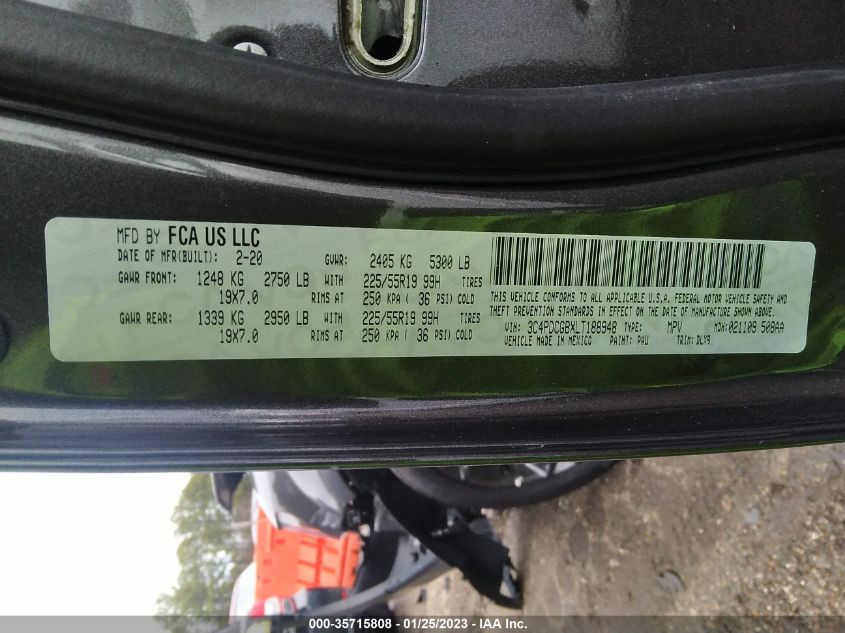 MFD BY FCA US LLC
DATE OF MFR(BUILT): 2-20 GVWR: 2405 KG 5300 LB
GAWR FRONT: 1248 KG 2750 LB WITH 225/55R19 99H TIRES
19X7.0 RIMS AT 250 KPA ( 36 PSI) COLD
GAWR REAR: 1339 KG 2950 LB WITH 225/55R19 99H TIRES
19X7.0 RIMS AT 250 KPA ( 36 PSI) COLD
THIS VEHICLE CONFORMS TO ALL APPLICABLE U.S.A. FEDERAL MOTOR VEHICLE SAFETY AND
THEFT PREVENTION STANDARDS IN EFFECT ON THE DATE OF MANUFACTURE SHOWN ABOVE.
VIN: 3C4PDCGBXLT188948 TYPE: MPV MDH: 021109 508AA
VEHICLE MADE IN MEXICO PAINT: PAU TRIM: DLX9
000-35715808 - 01/25/2023 - IAA Inc.